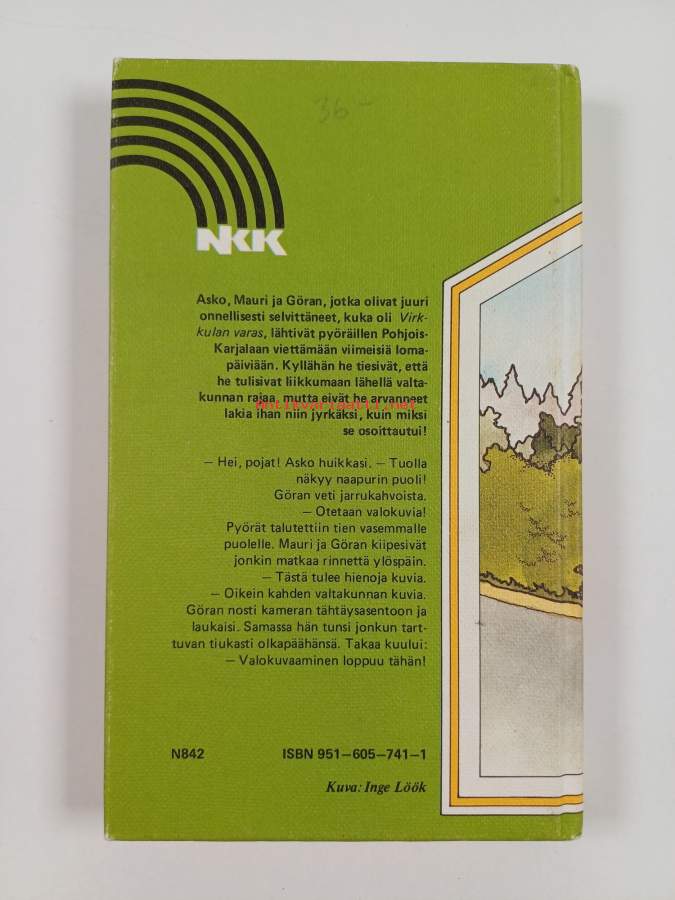 36-
NKK
Asko, Mauri ja Göran, jotka olivat juuri
onnellisesti selvittäneet, kuka oli Virk-
kulan varas, lähtivät pyöräillen Pohjois-
Karjalaan viettämään viimeisiä loma-
päiviään. Kyllähän he tiesivät, että
he tulisivat liikkumaan lähellä valta-
kunnan rajaa, mutta eivät he arvanneet
antikvariaatti.net
lakia ihan niin jyrkäksi, kuin miksi
se osoittautui!
— Hei, pojat! Asko huikkasi. — Tuolla
näkyy naapurin puoli!
Göran veti jarrukahvoista.
— Otetaan valokuvia!
Pyörät talutettiin tien vasemmalle
puolelle. Mauri ja Göran kiipesivät
jonkin matkaa rinnettä ylöspäin.
— Tästä tulee hienoja kuvia.
— Oikein kahden valtakunnan kuvia.
Göran nosti kameran tähtäysasentoon ja
laukaisi. Samassa hän tunsi jonkun tart-
tuvan tiukasti olkapäähänsä. Takaa kuului:
— Valokuvaaminen loppuu tähän!
N842 ISBN 951—605—741—1
Kuva: Inge Löök